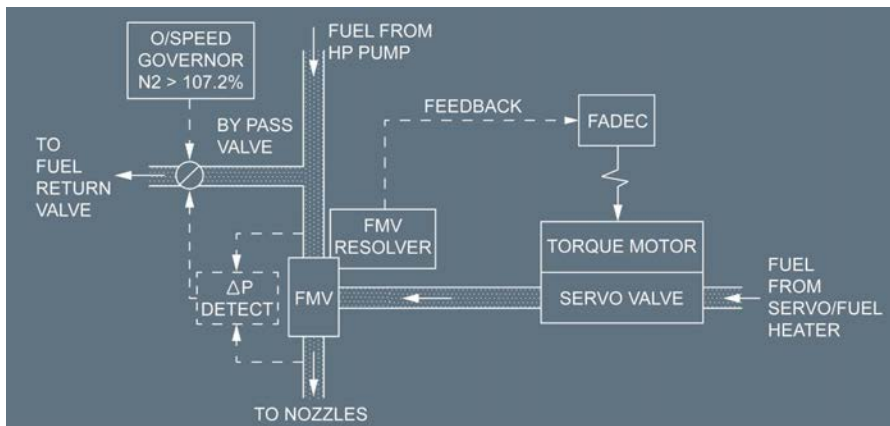 O/SPEED
GOVERNOR
N2 > 107.2%
FUEL FROM
HP PUMP
FEEDBACK
FADEC
BY PASS
VALVE
TO
FUEL
RETURN
VALVE
FMV
RESOLVER
TORQUE MOTOR
SERVO VALVE
FUEL
FROM
SERVO/FUEL
HEATER
ΔP
DETECT
FMV
TO NOZZLES